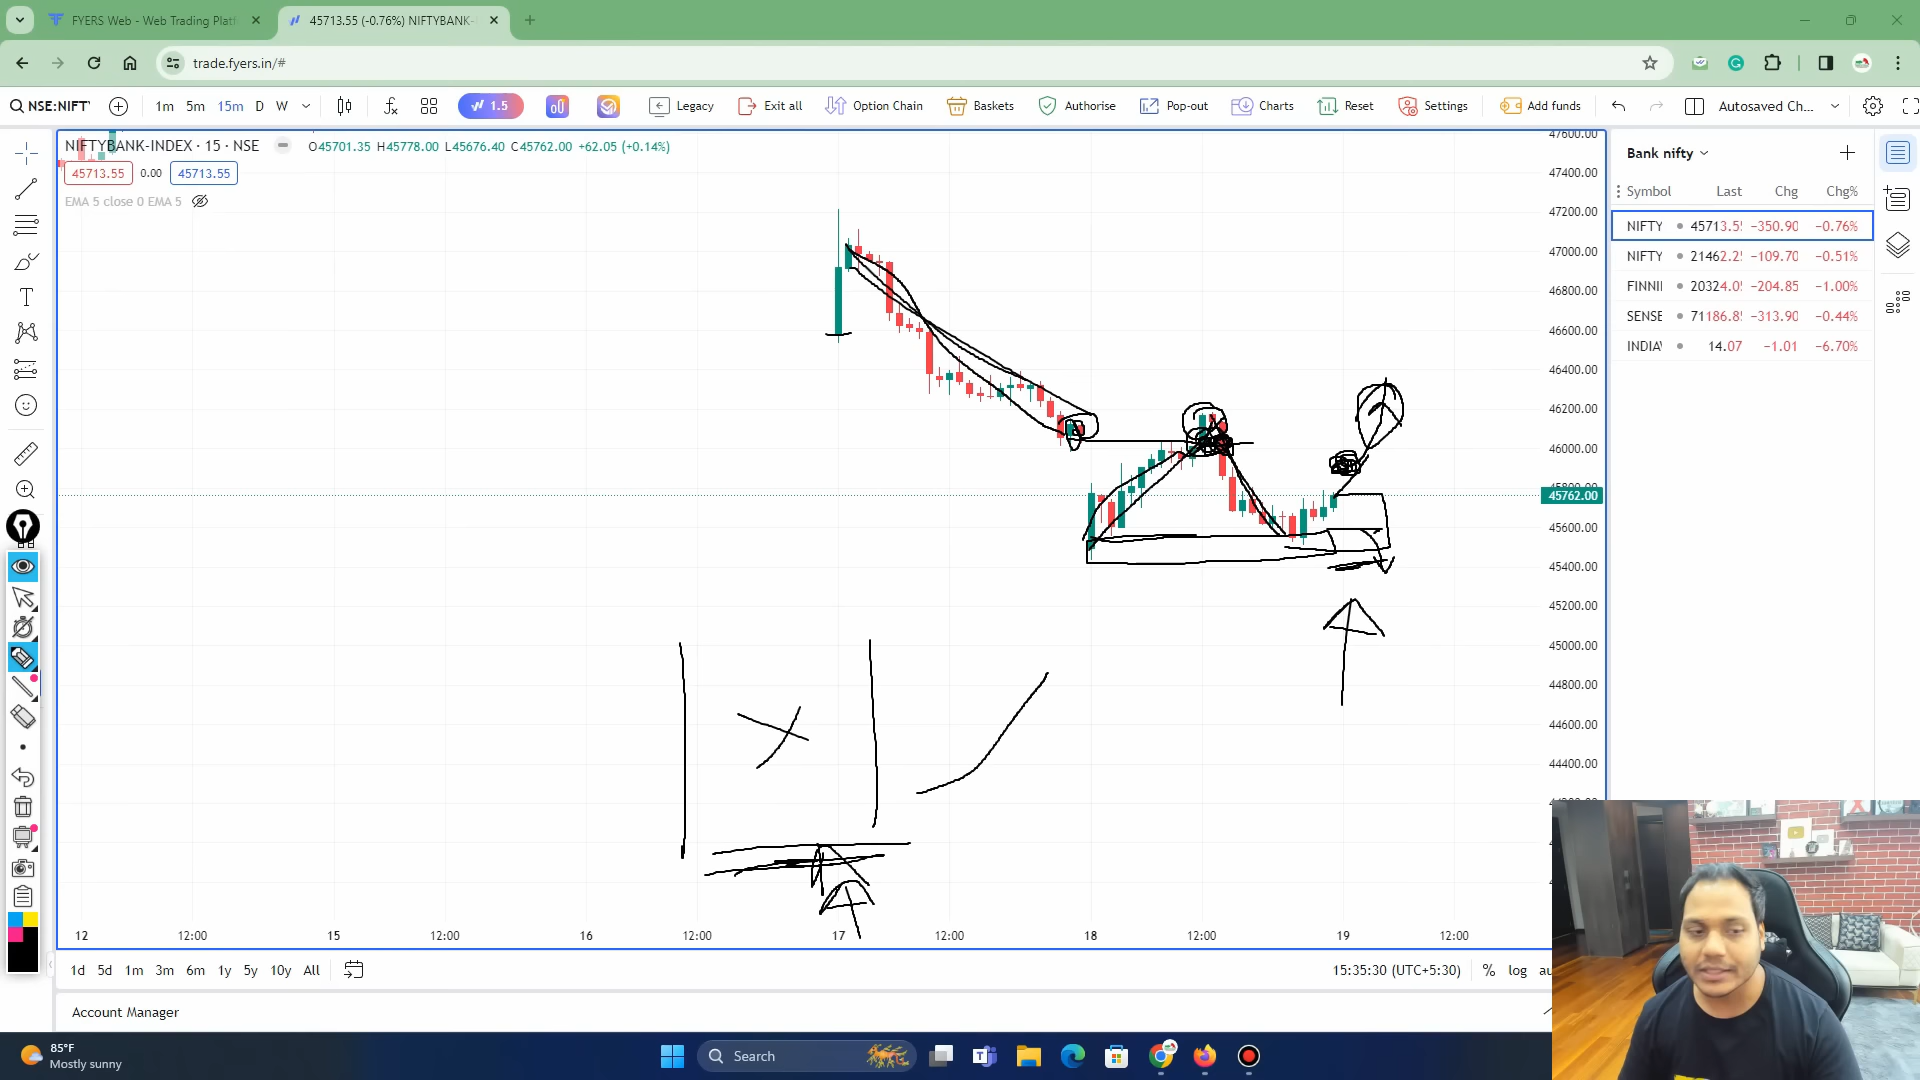 FYERS Web - Web Trading Platf
45713.55 (-0.76%) NIFTYBANK-
trade.fyers.in/#
NSE:NIFT
1m 5m 15m D W 1.5 Legacy Exit all Option Chain Baskets Authorise Pop-out Charts Reset Settings Add funds Autosaved Ch...
NIFTYBANK-INDEX · 15 · NSE O45701.35 H45778.00 L45676.40 C45762.00 +62.05 (+0.14%)
45713.55 0.00 45713.55
EMA 5 close 0 EMA 5
47600.00
47400.00
47200.00
47000.00
46800.00
46600.00
46400.00
46200.00
46000.00
45762.00
45600.00
45400.00
45200.00
45000.00
44800.00
44600.00
44400.00
Bank nifty
Symbol Last Chg Chg%
NIFTY 45713.5 -350.90 -0.76%
NIFTY 21462.2 -109.70 -0.51%
FINNI 20324.0 -204.85 -1.00%
SENSE 71186.8 -313.90 -0.44%
INDIA 14.07 -1.01 -6.70%
12 12:00 15 12:00 16 12:00 17 12:00 18 12:00 19 12:00
1d 5d 1m 3m 6m 1y 5y 10y All 15:35:30 (UTC+5:30) % log au
Account Manager
85°F
Mostly sunny
Search